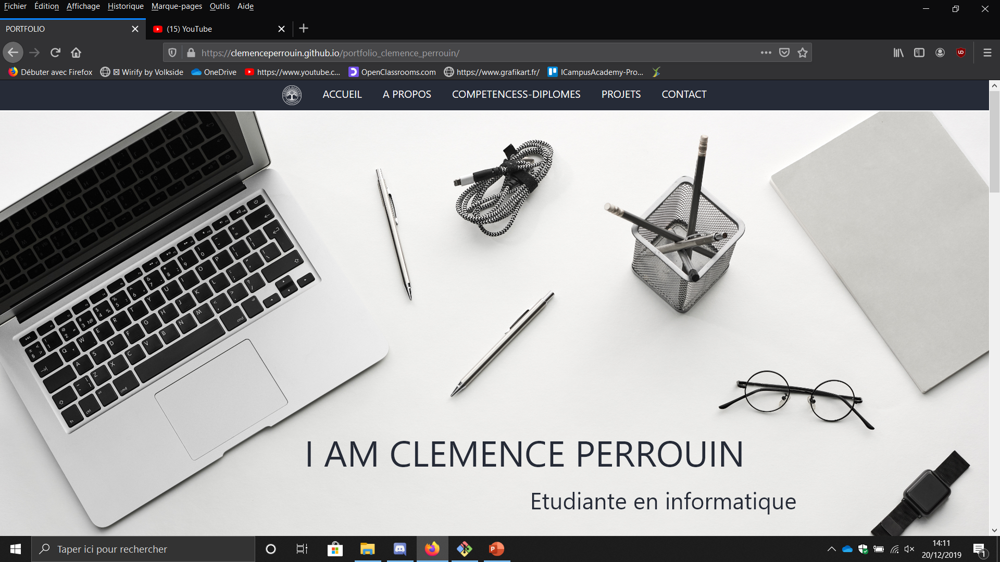 Fichier Édition Affichage Historique Marque-pages Outils Aide
PORTFOLIO
(15) YouTube
https://clemenceperrouin.github.io/portfolio_clemence_perrouin/
Débuter avec Firefox Wirify by Volkside OneDrive https://www.youtube.c... OpenClassrooms.com https://www.grafikart.fr/ ICampusAcademy-Pro...
ACCUEIL A PROPOS COMPETENCESS-DIPLOMES PROJETS CONTACT
I AM CLEMENCE PERROUIN
Etudiante en informatique
Taper ici pour rechercher
14:11
20/12/2019
1